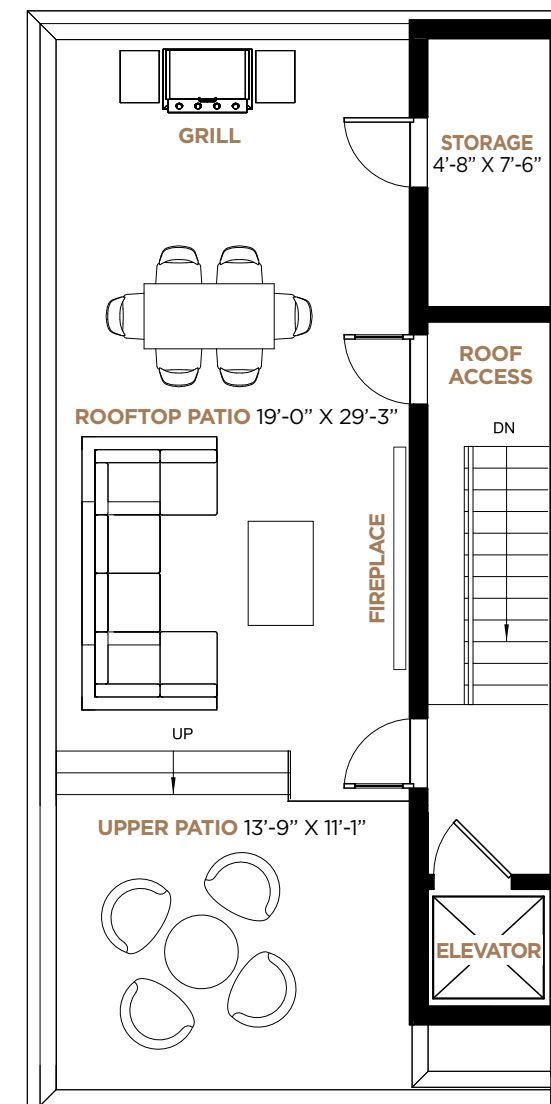 GRILL
STORAGE
4’-8” X 7’-6”
ROOF
ACCESS
ROOFTOP PATIO 19’-0” X 29’-3”
DN
FIREPLACE
UP
UPPER PATIO 13’-9” X 11’-1”
ELEVATOR